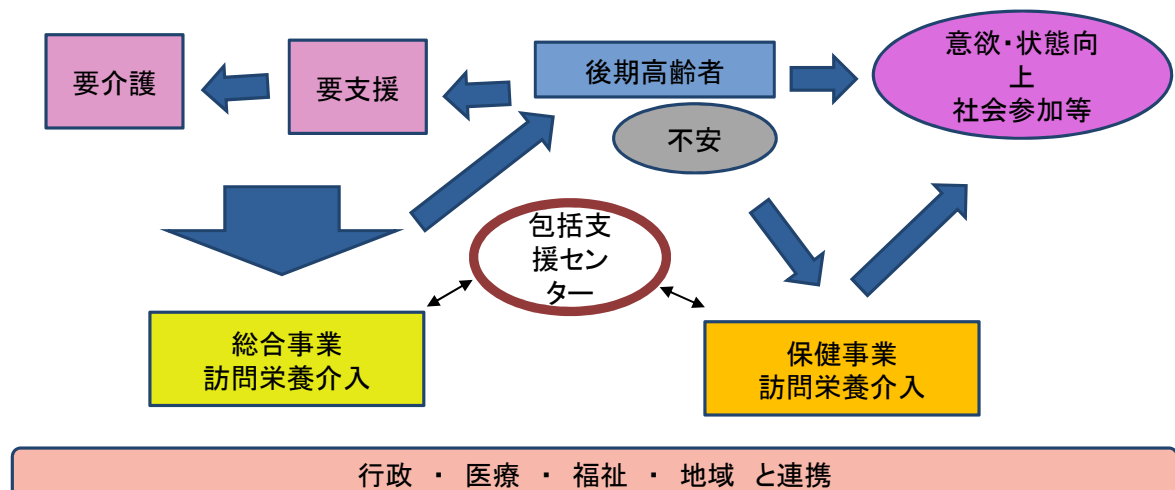 要介護
要支援
後期高齢者
意欲・状態向
上
社会参加等
不安
包括支
援セン
ター
総合事業
訪問栄養介入
保健事業
訪問栄養介入
行政 ・ 医療 ・ 福祉 ・ 地域 と連携